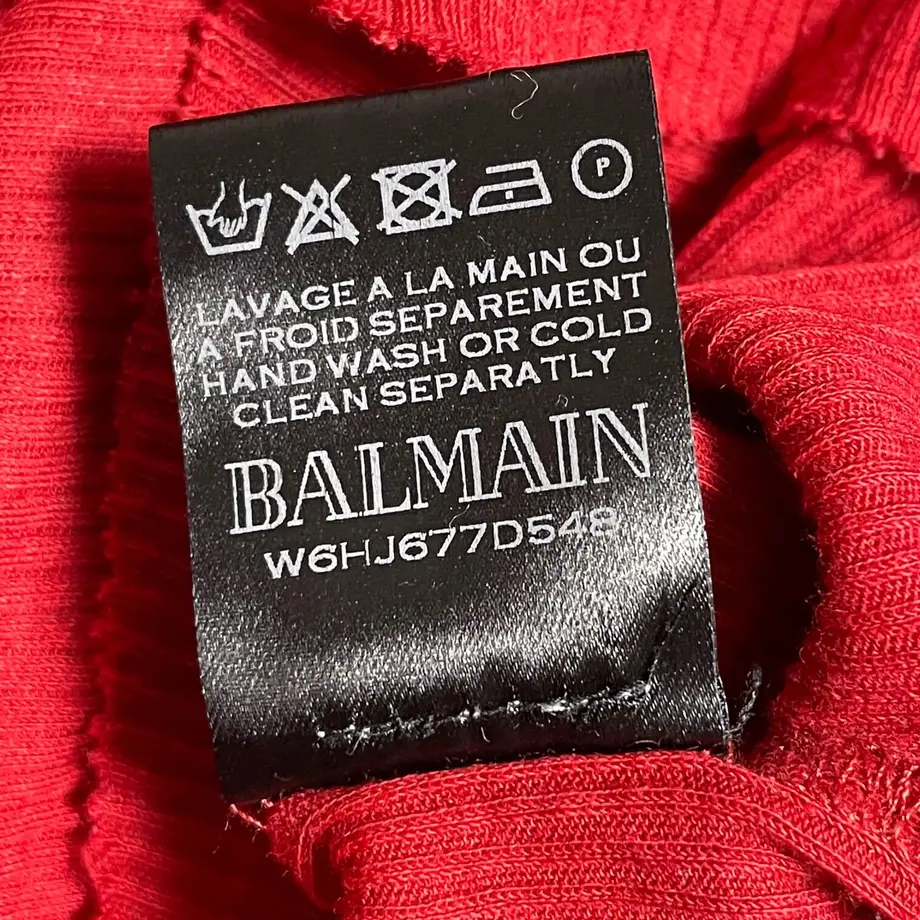 P
LAVAGE A LA MAIN OU
A FROID SEPAREMENT
HAND WASH OR COLD
CLEAN SEPARATLY
BALMAIN
W6HJ677D548